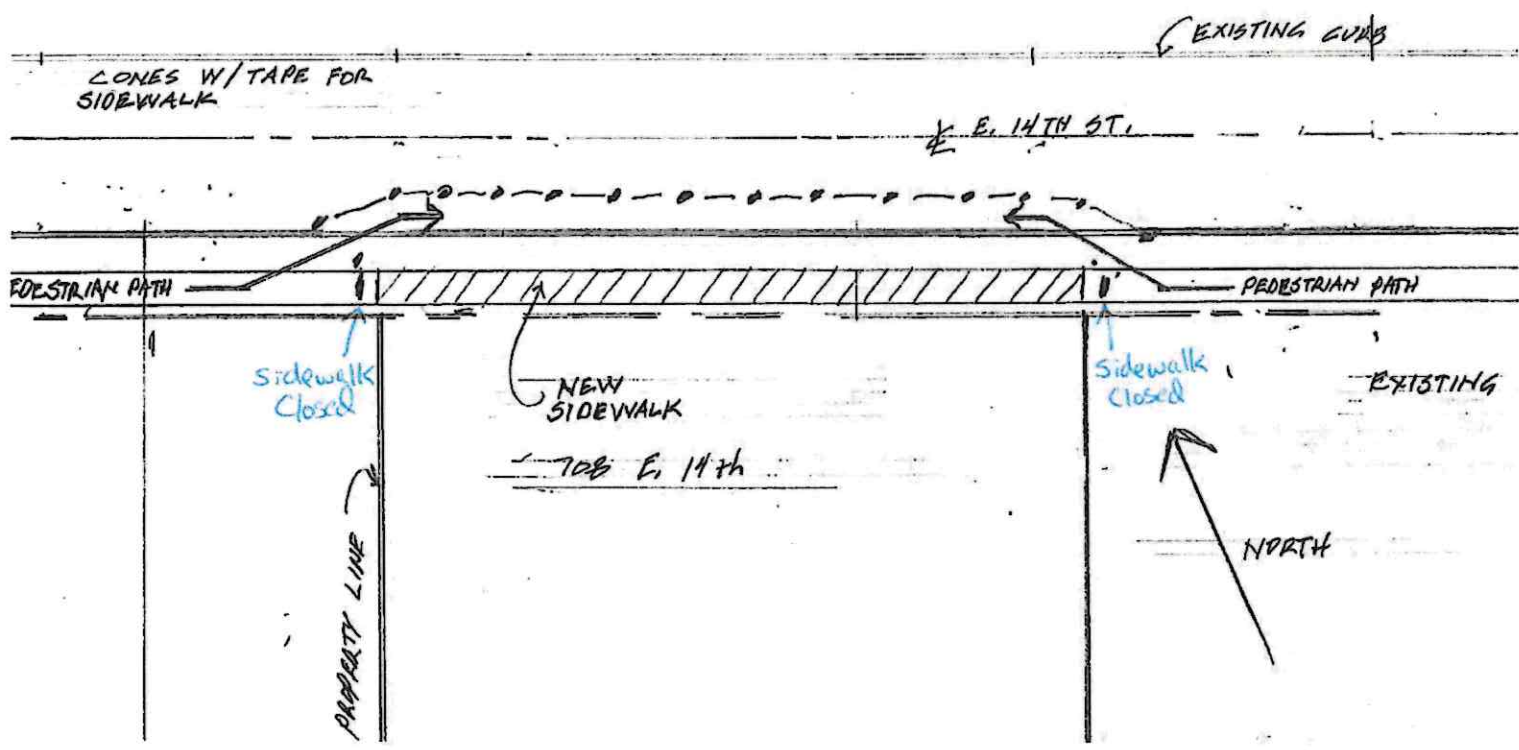 EXISTING CURB
CONES W/TAPE FOR
SIDEWALK
℄ E. 14TH ST.
EDESTRIAN PATH
PEDESTRIAN PATH
Sidewalk
Closed
NEW
SIDEWALK
Sidewalk
Closed
EXISTING
708 E. 14th
PROPERTY LINE
NORTH